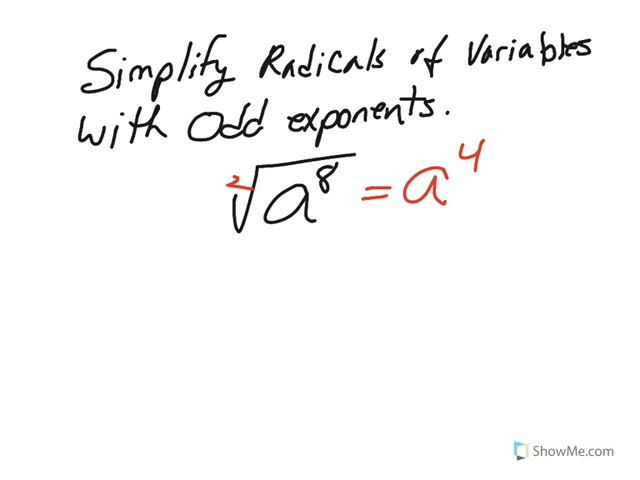 Simplify Radicals of Variables
with Odd exponents.
²√a⁸ = a⁴
ShowMe.com